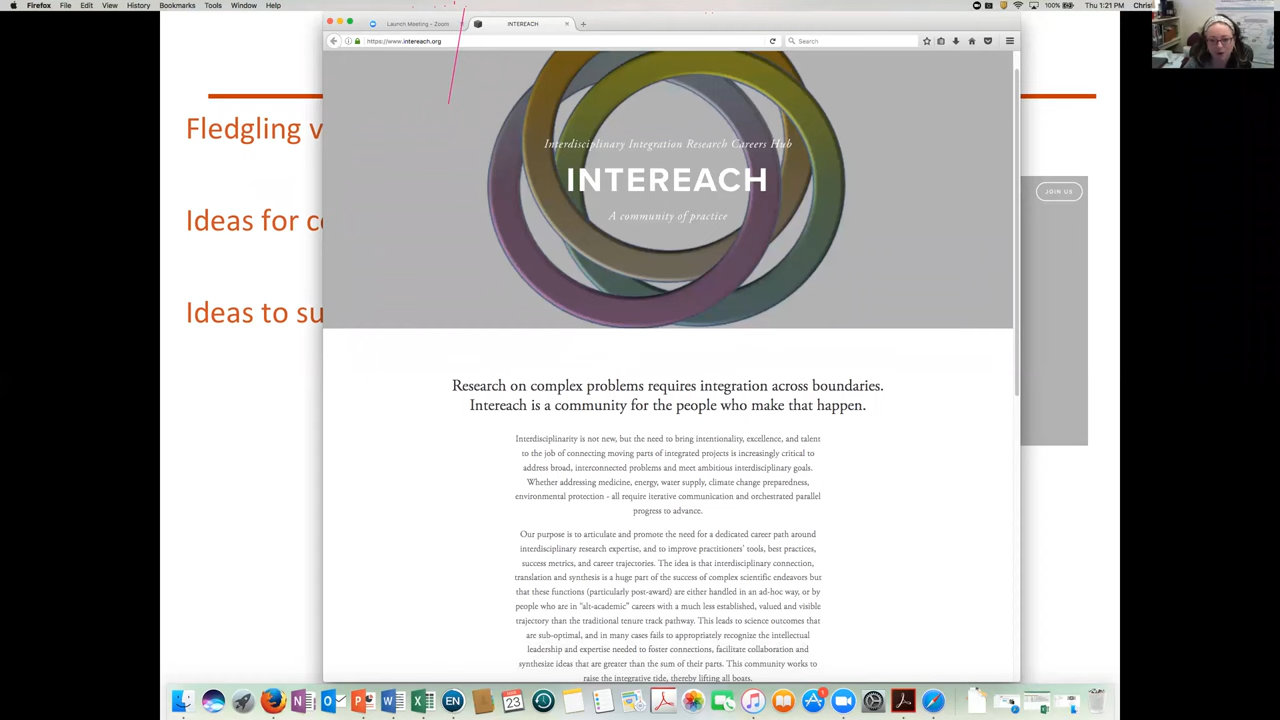 Firefox File Edit View History Bookmarks Tools Window Help 100% Thu 1:21 PM Christi
Launch Meeting - Zoom INTEREACH
https://www.intereach.org Search
Fledgling v
Ideas for c
Ideas to su
JOIN US
Interdisciplinary Integration Research Careers Hub
INTEREACH
A community of practice
Research on complex problems requires integration across boundaries.
Intereach is a community for the people who make that happen.
Interdisciplinarity is not new, but the need to bring intentionality, excellence, and talent
to the job of connecting moving parts of integrated projects is increasingly critical to
address broad, interconnected problems and meet ambitious interdisciplinary goals.
Whether addressing medicine, energy, water supply, climate change preparedness,
environmental protection - all require iterative communication and orchestrated parallel
progress to advance.
Our purpose is to articulate and promote the need for a dedicated career path around
interdisciplinary research expertise, and to improve practitioners' tools, best practices,
success metrics, and career trajectories. The idea is that interdisciplinary connection,
translation and synthesis is a huge part of the success of complex scientific endeavors but
that these functions (particularly post-award) are either handled in an ad-hoc way, or by
people who are in "alt-academic" careers with a much less established, valued and visible
trajectory than the traditional tenure track pathway. This leads to science outcomes that
are sub-optimal, and in many cases fails to appropriately recognize the intellectual
leadership and expertise needed to foster connections, facilitate collaboration and
synthesize ideas that are greater than the sum of their parts. This community works to
raise the integrative tide, thereby lifting all boats.
MAR
23
EN